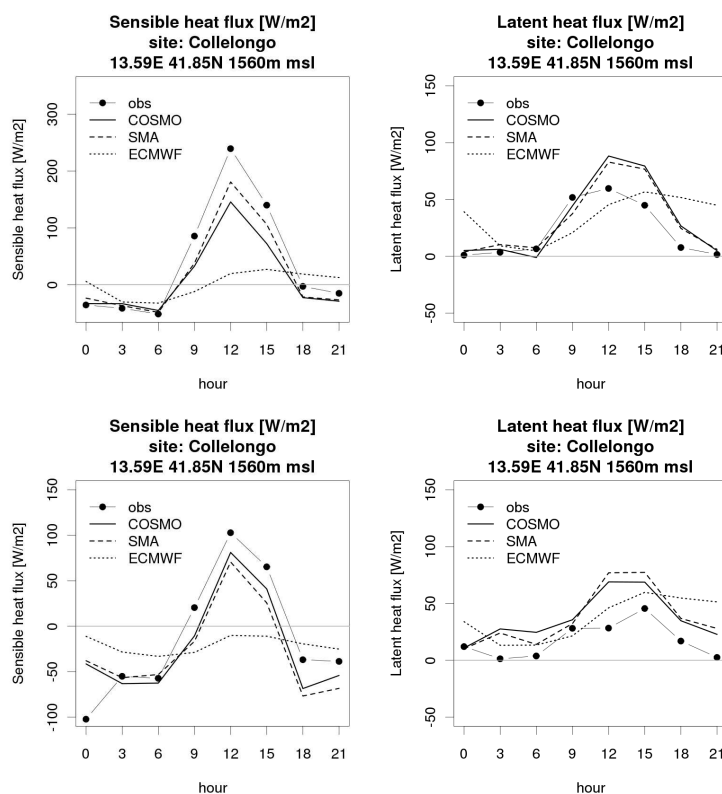 Sensible heat flux [W/m2]
site: Collelongo
13.59E 41.85N 1560m msl
Sensible heat flux [W/m2]
300
200
100
0
obs
COSMO
SMA
ECMWF
0 3 6 9 12 15 18 21
hour
Latent heat flux [W/m2]
site: Collelongo
13.59E 41.85N 1560m msl
Latent heat flux [W/m2]
150
100
50
0
-50
obs
COSMO
SMA
ECMWF
0 3 6 9 12 15 18 21
hour
Sensible heat flux [W/m2]
site: Collelongo
13.59E 41.85N 1560m msl
Sensible heat flux [W/m2]
150
100
50
0
-50
-100
obs
COSMO
SMA
ECMWF
0 3 6 9 12 15 18 21
hour
Latent heat flux [W/m2]
site: Collelongo
13.59E 41.85N 1560m msl
Latent heat flux [W/m2]
150
100
50
0
-50
obs
COSMO
SMA
ECMWF
0 3 6 9 12 15 18 21
hour